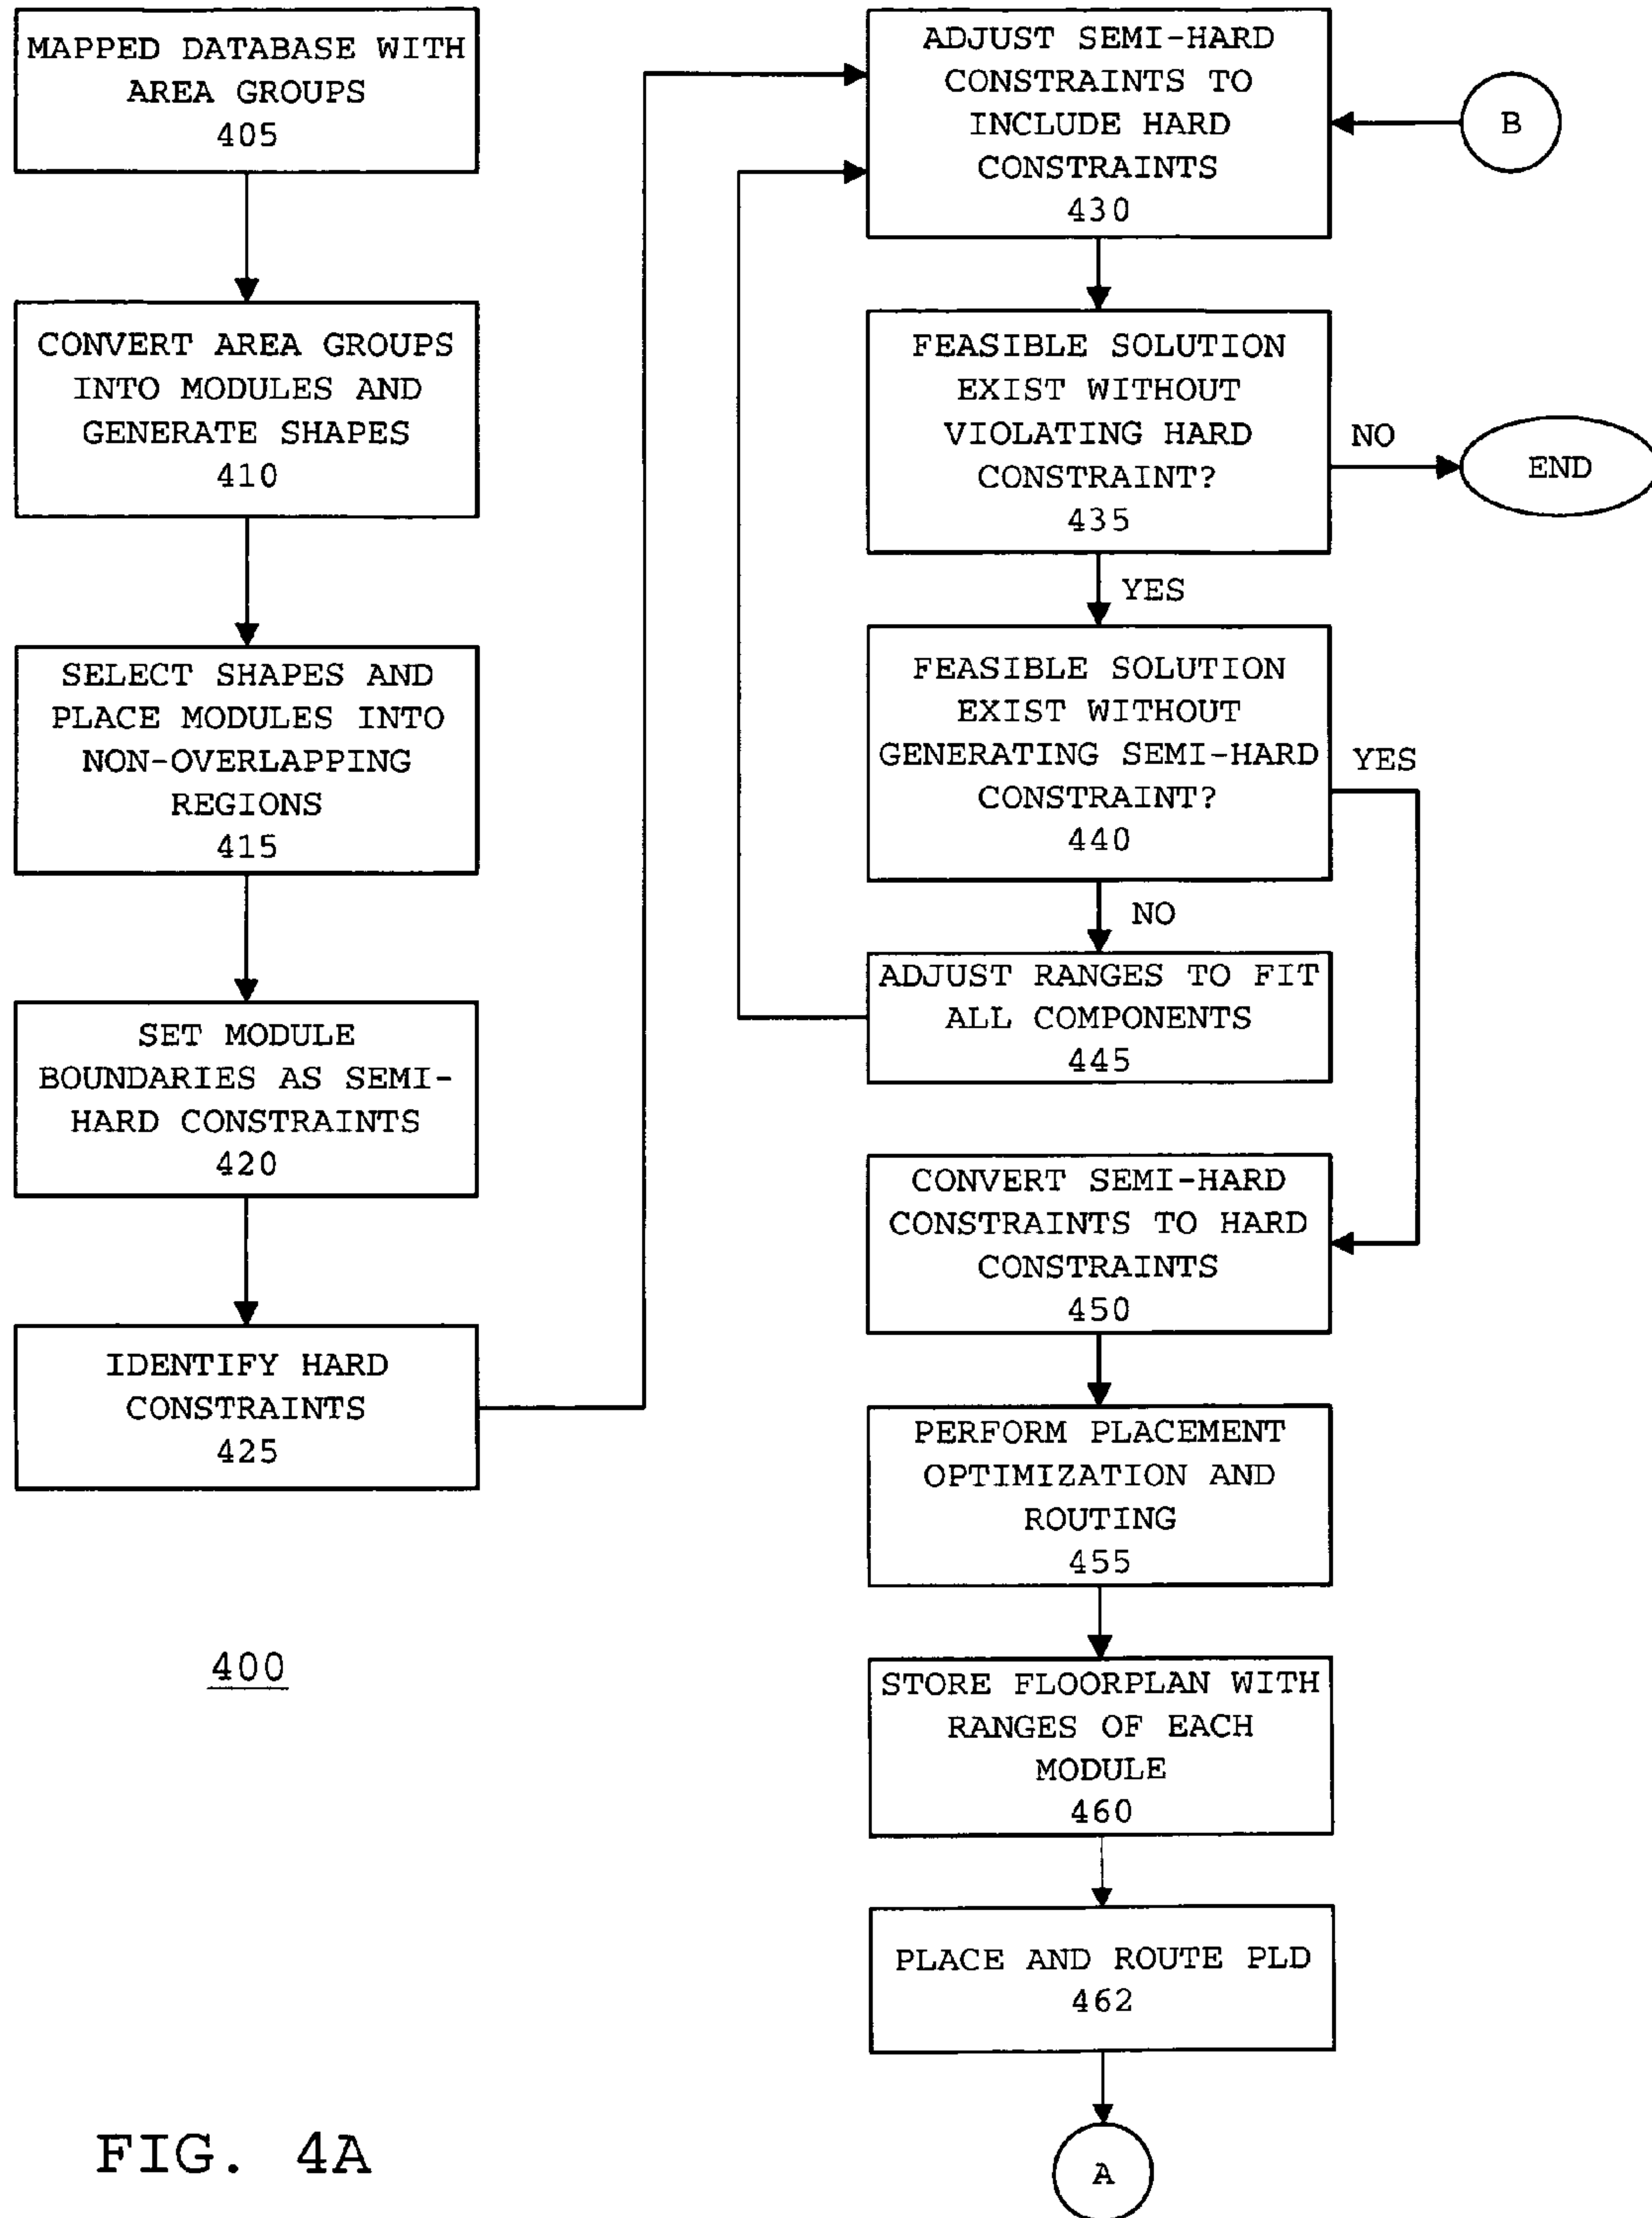 MAPPED DATABASE WITH
AREA GROUPS
405
CONVERT AREA GROUPS
INTO MODULES AND
GENERATE SHAPES
410
SELECT SHAPES AND
PLACE MODULES INTO
NON-OVERLAPPING
REGIONS
415
SET MODULE
BOUNDARIES AS SEMI-
HARD CONSTRAINTS
420
IDENTIFY HARD
CONSTRAINTS
425
400
FIG. 4A
ADJUST SEMI-HARD
CONSTRAINTS TO
INCLUDE HARD
CONSTRAINTS
430
B
FEASIBLE SOLUTION
EXIST WITHOUT
VIOLATING HARD
CONSTRAINT?
435
NO
END
YES
FEASIBLE SOLUTION
EXIST WITHOUT
GENERATING SEMI-HARD
CONSTRAINT?
440
YES
NO
ADJUST RANGES TO FIT
ALL COMPONENTS
445
CONVERT SEMI-HARD
CONSTRAINTS TO HARD
CONSTRAINTS
450
PERFORM PLACEMENT
OPTIMIZATION AND
ROUTING
455
STORE FLOORPLAN WITH
RANGES OF EACH
MODULE
460
PLACE AND ROUTE PLD
462
A